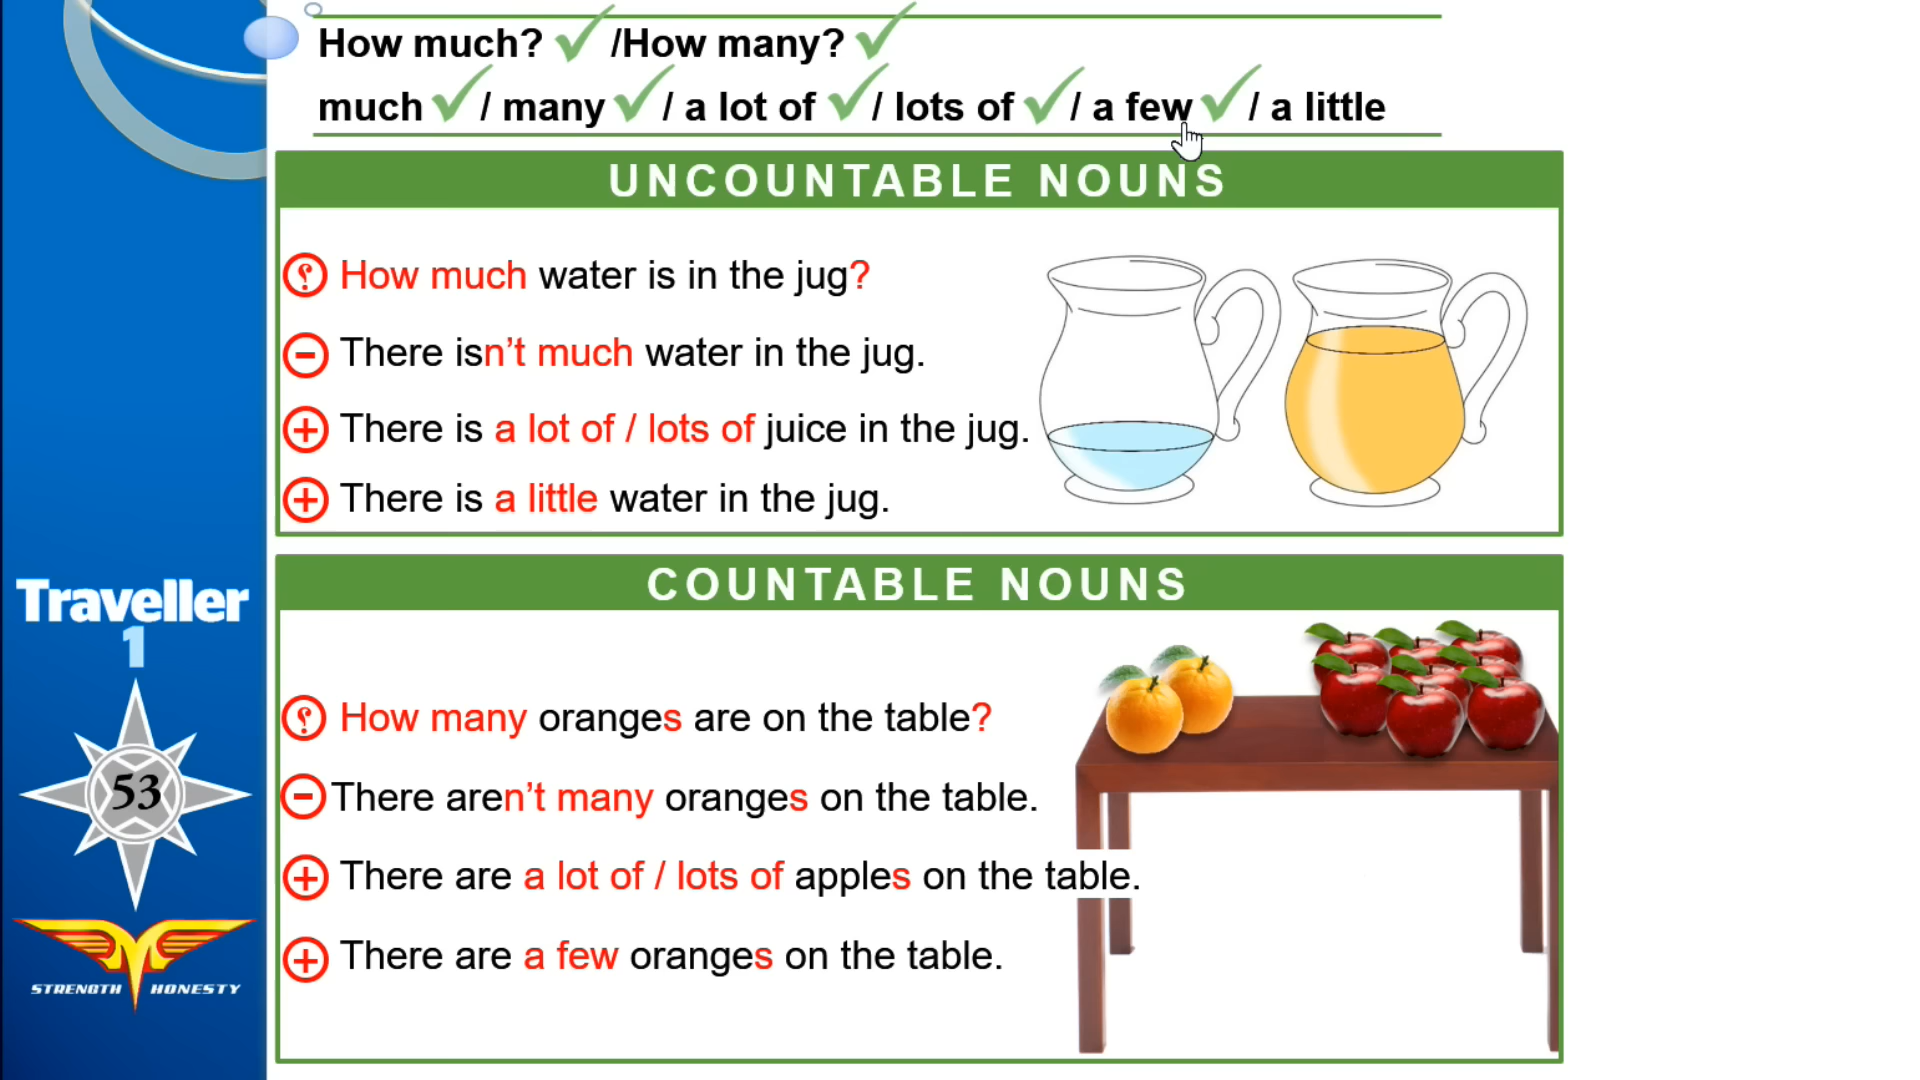 How much? /How many?
much / many / a lot of / lots of / a few / a little
UNCOUNTABLE NOUNS
How much water is in the jug?
There isn't much water in the jug.
There is a lot of / lots of juice in the jug.
There is a little water in the jug.
COUNTABLE NOUNS
How many oranges are on the table?
There aren't many oranges on the table.
There are a lot of / lots of apples on the table.
There are a few oranges on the table.
Traveller
1
53
STRENGTH HONESTY